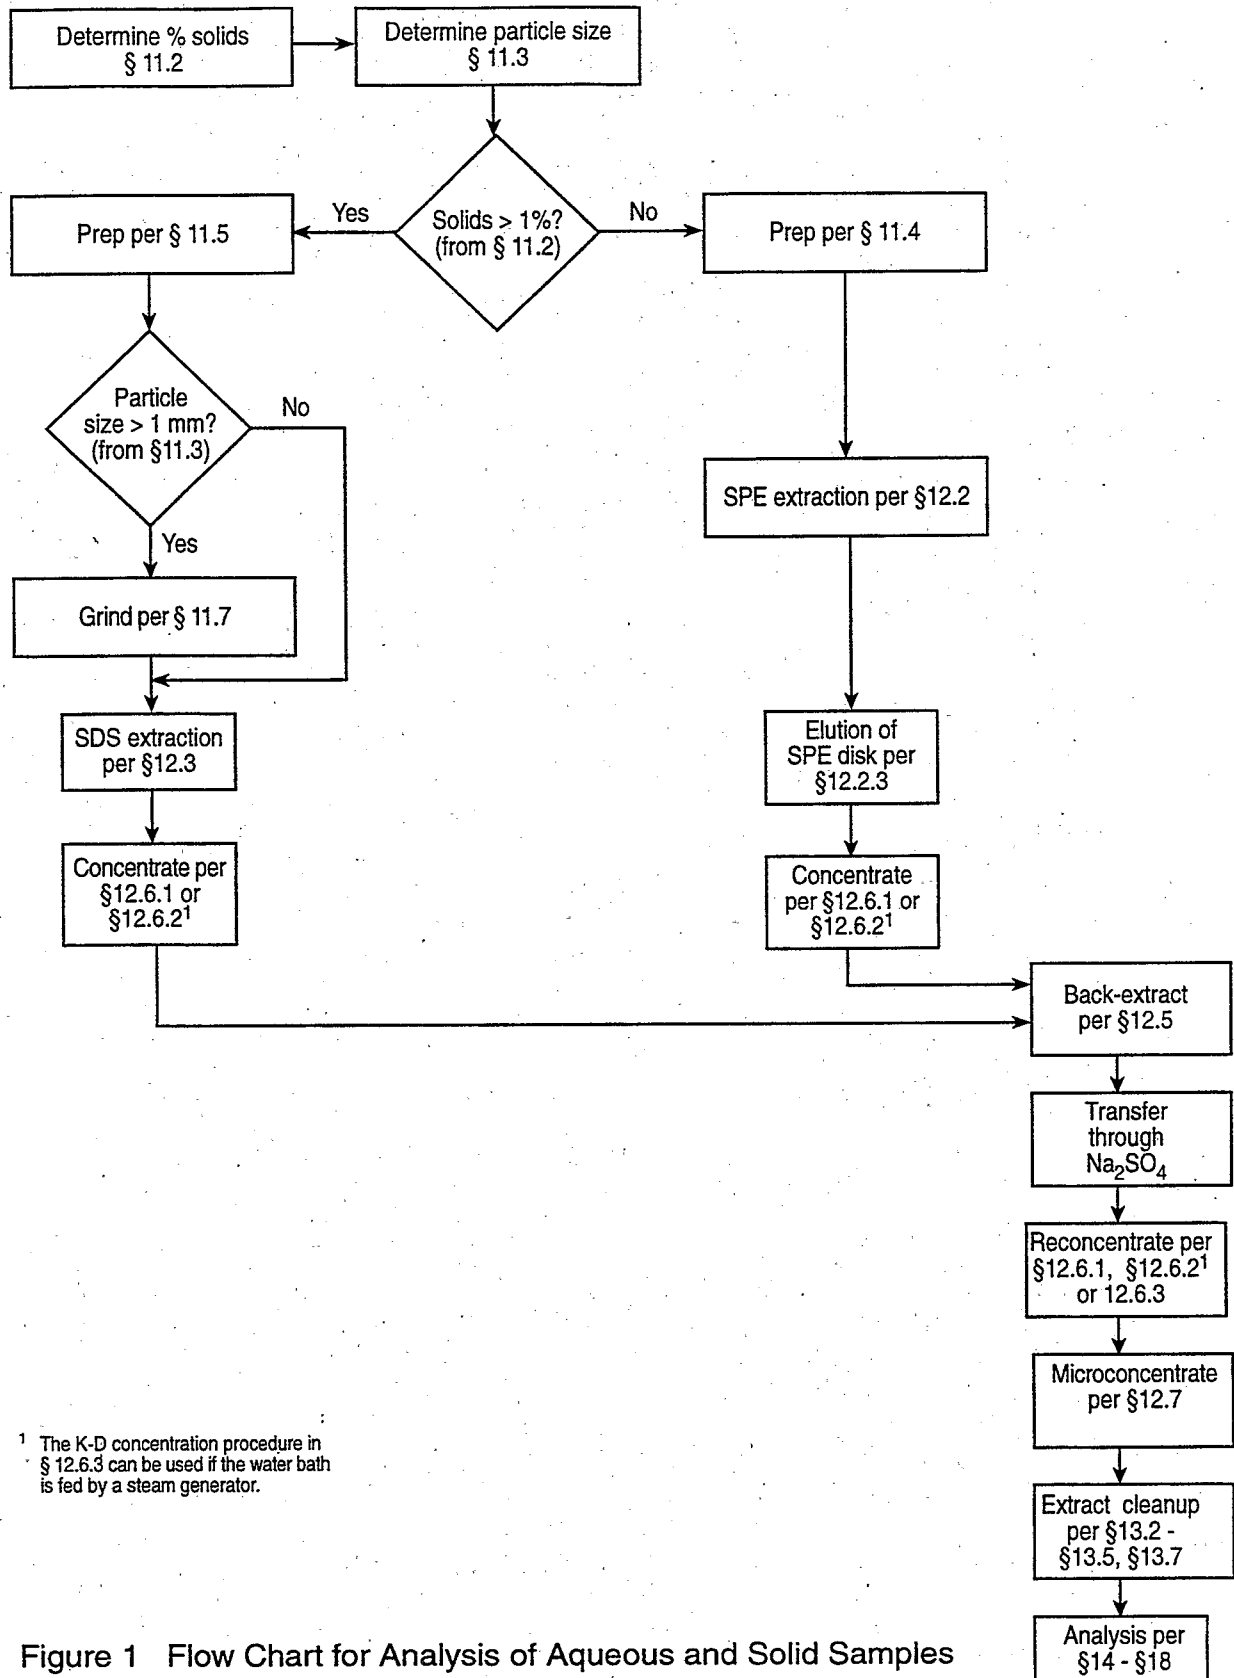 Determine % solids
§ 11.2
Determine particle size
§ 11.3
Solids > 1%?
(from § 11.2)
Yes
No
Prep per § 11.5
Prep per § 11.4
Particle
size > 1 mm?
(from §11.3)
No
Yes
Grind per § 11.7
SDS extraction
per §12.3
Concentrate per
§12.6.1 or
§12.6.2¹
SPE extraction per §12.2
Elution of
SPE disk per
§12.2.3
Concentrate
per §12.6.1 or
§12.6.2¹
Back-extract
per §12.5
Transfer
through
Na₂SO₄
Reconcentrate per
§12.6.1, §12.6.2¹
or 12.6.3
Microconcentrate
per §12.7
Extract cleanup
per §13.2 -
§13.5, §13.7
Analysis per
§14 - §18
¹ The K-D concentration procedure in
§ 12.6.3 can be used if the water bath
is fed by a steam generator.
Figure 1 Flow Chart for Analysis of Aqueous and Solid Samples